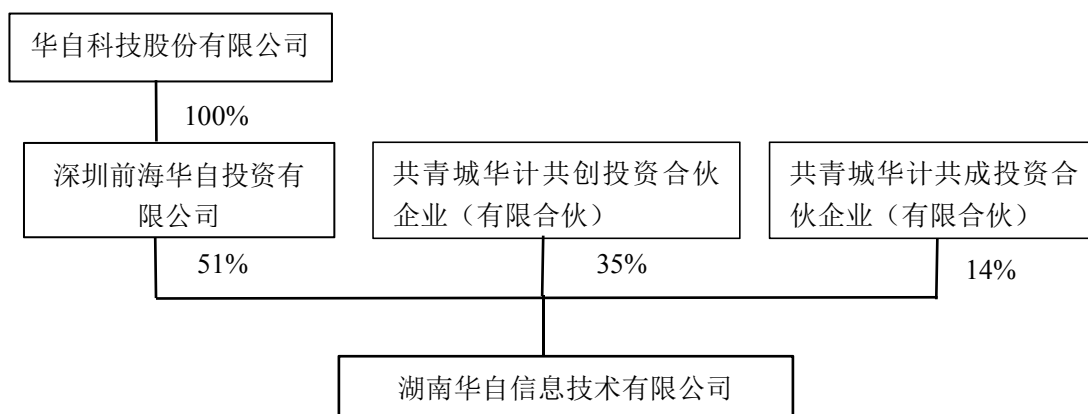 华自科技股份有限公司
100%
深圳前海华自投资有
限公司
共青城华计共创投资合伙
企业（有限合伙）
共青城华计共成投资合
伙企业（有限合伙）
51%
35%
14%
湖南华自信息技术有限公司